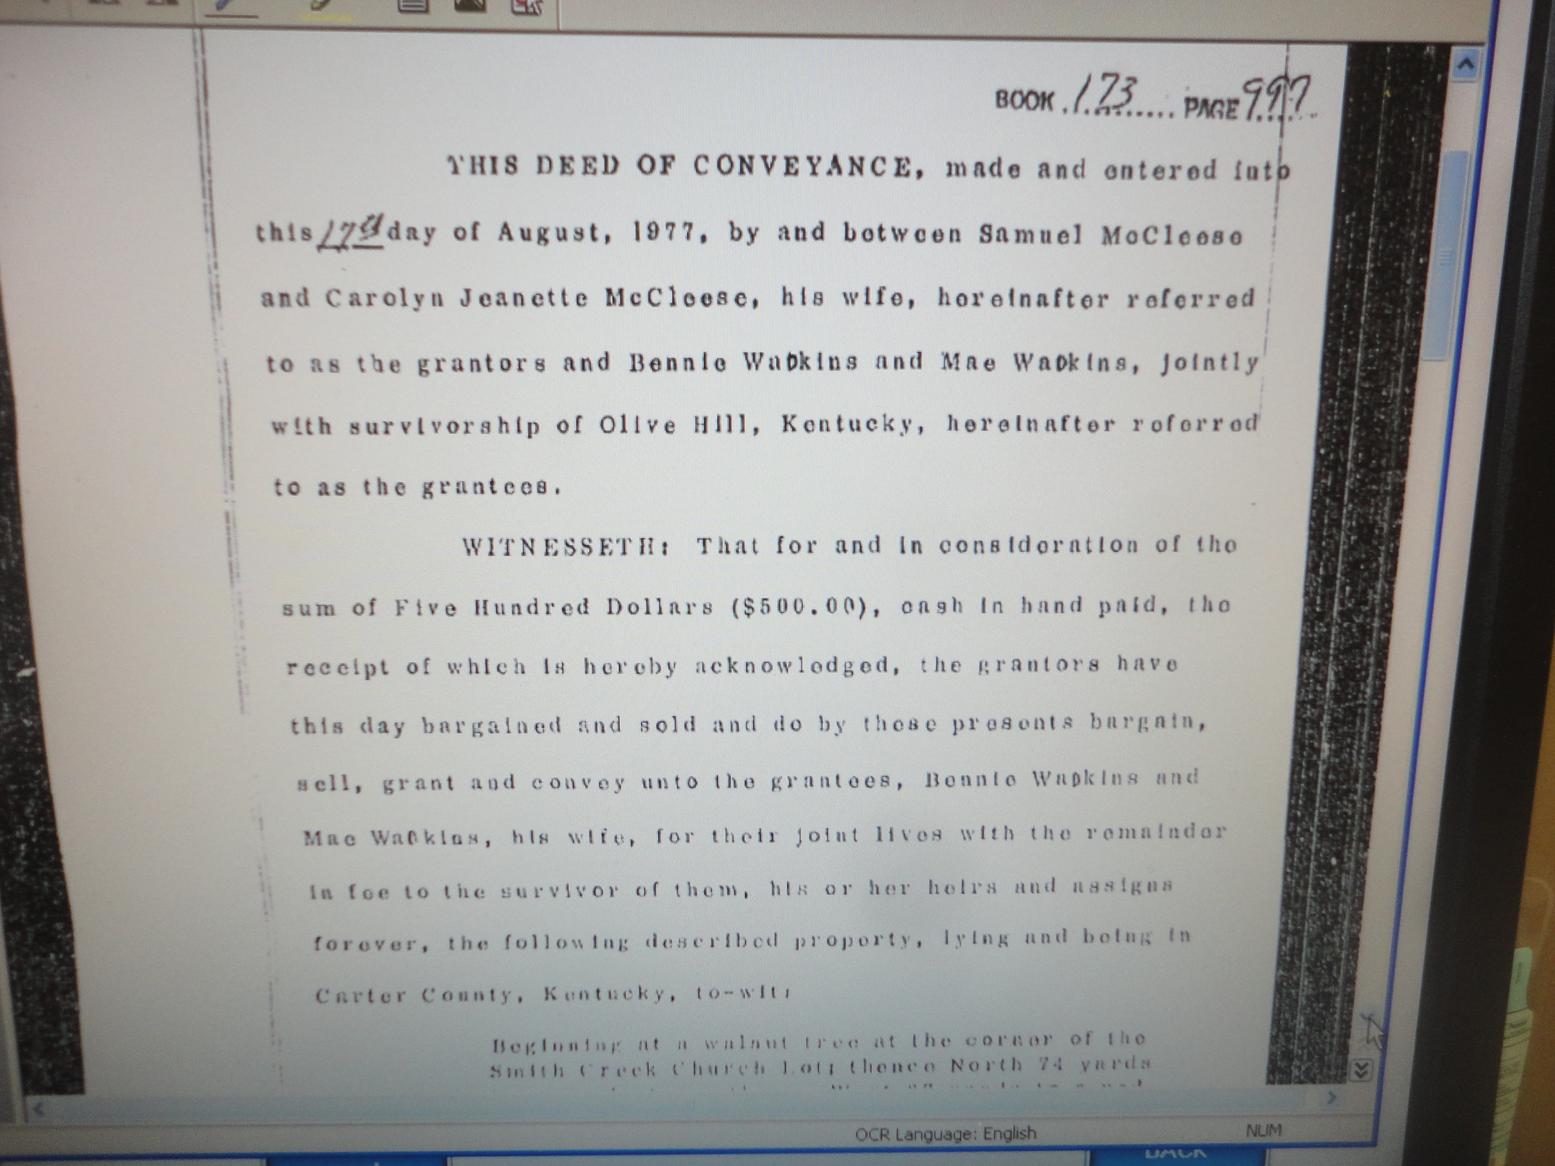 BOOK 173 PAGE 997
THIS DEED OF CONVEYANCE, made and entered into
this 17th day of August, 1977, by and between Samuel McCleese
and Carolyn Jeanette McCleese, his wife, hereinafter referred
to as the grantors and Bennie Watkins and Mae Watkins, jointly
with survivorship of Olive Hill, Kentucky, hereinafter referred
to as the grantees.
WITNESSETH: That for and in consideration of the
sum of Five Hundred Dollars ($500.00), cash in hand paid, the
receipt of which is hereby acknowledged, the grantors have
this day bargained and sold and do by these presents bargain,
sell, grant and convey unto the grantees, Bennie Watkins and
Mae Watkins, his wife, for their joint lives with the remainder
in fee to the survivor of them, his or her heirs and assigns
forever, the following described property, lying and being in
Carter County, Kentucky, to-wit:
Beginning at a walnut tree at the corner of the
Smith Creek Church Lot; thence North 74 yards
OCR Language: English NUM
BACK